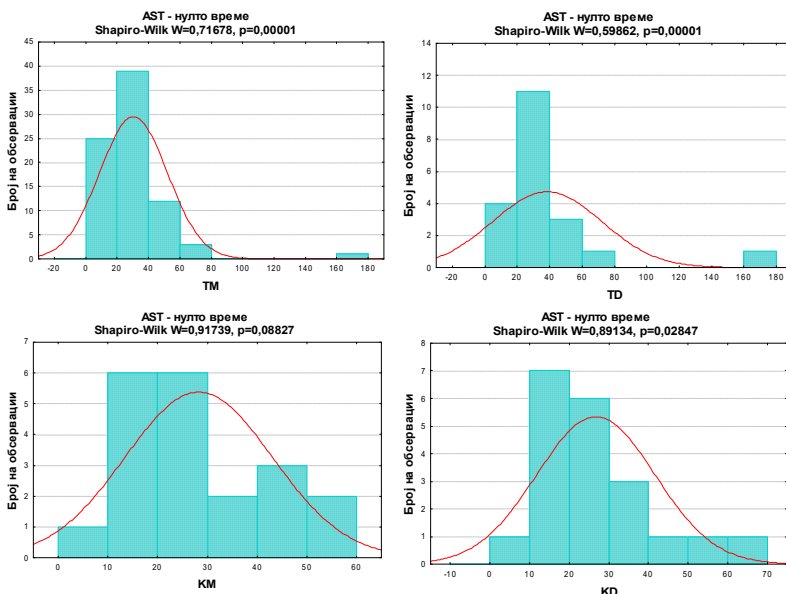 AST - нулто време
Shapiro-Wilk W=0,71678, p=0,00001
45
40
35
30
25
20
15
10
5
0
Број на обсервации
-20 0 20 40 60 80 100 120 140 160 180
TM
AST - нулто време
Shapiro-Wilk W=0,59862, p=0,00001
14
12
10
8
6
4
2
0
Број на обсервации
-20 0 20 40 60 80 100 120 140 160 180
TD
AST - нулто време
Shapiro-Wilk W=0,91739, p=0,08827
7
6
5
4
3
2
1
0
Број на обсервации
0 10 20 30 40 50 60
KM
AST - нулто време
Shapiro-Wilk W=0,89134, p=0,02847
8
7
6
5
4
3
2
1
0
Број на обсервации
-10 0 10 20 30 40 50 60 70
KD